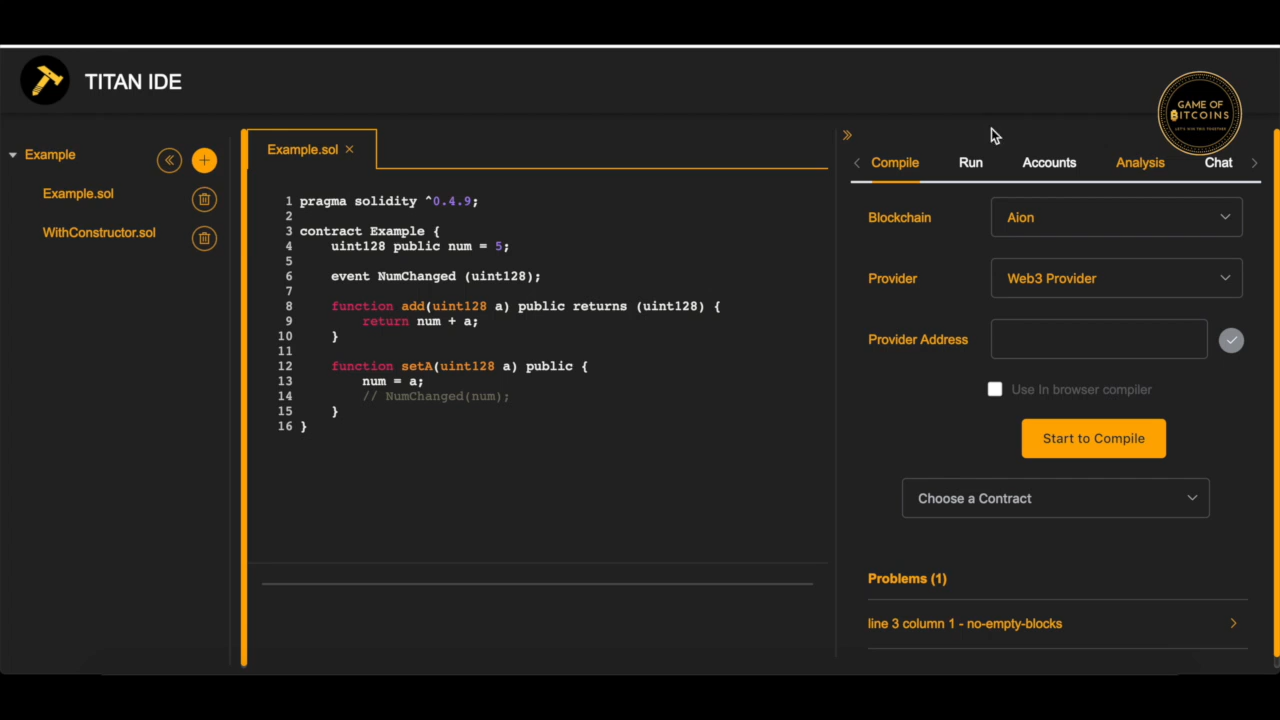 TITAN IDE
GAME OF
BITCOINS
LET'S WIN THIS TOGETHER
Example
Example.sol
WithConstructor.sol
Example.sol ×
1 pragma solidity ^0.4.9;
2
3 contract Example {
4 uint128 public num = 5;
5
6 event NumChanged (uint128);
7
8 function add(uint128 a) public returns (uint128) {
9 return num + a;
10 }
11
12 function setA(uint128 a) public {
13 num = a;
14 // NumChanged(num);
15 }
16 }
Compile Run Accounts Analysis Chat
Blockchain Aion
Provider Web3 Provider
Provider Address
Use In browser compiler
Start to Compile
Choose a Contract
Problems (1)
line 3 column 1 - no-empty-blocks